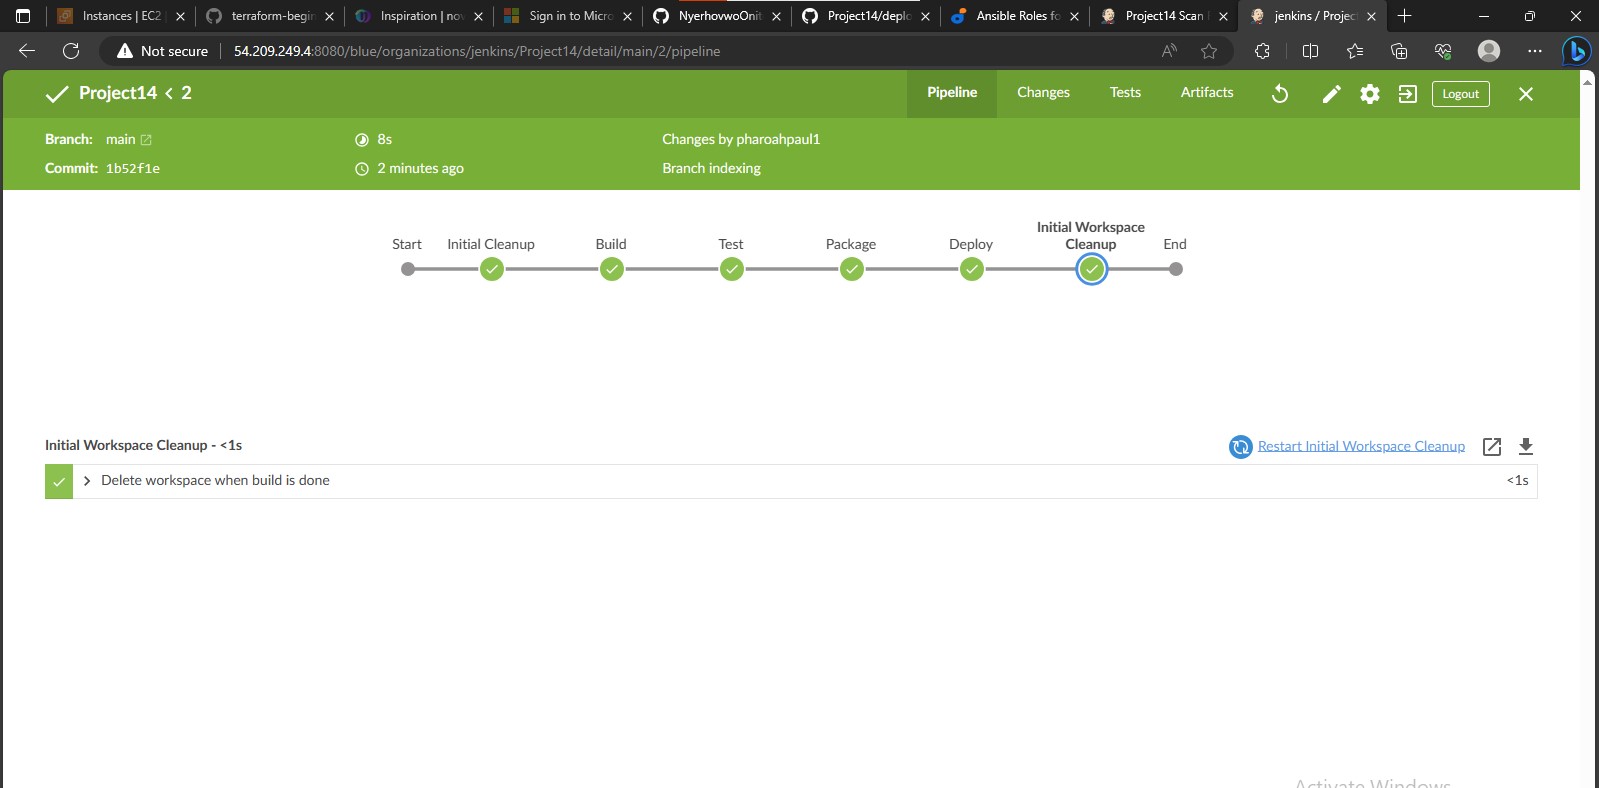 Instances | EC2
terraform-begin
Inspiration | nov
Sign in to Micro
NyerhovwoOnit
Project14/deplo
Ansible Roles fo
Project14 Scan
jenkins / Project
Not secure
54.209.249.4:8080/blue/organizations/jenkins/Project14/detail/main/2/pipeline
Project14 < 2
Pipeline
Changes
Tests
Artifacts
Logout
Branch: main
8s
Changes by pharoahpaul1
Commit: 1b52f1e
2 minutes ago
Branch indexing
Start
Initial Cleanup
Build
Test
Package
Deploy
Initial Workspace
Cleanup
End
Initial Workspace Cleanup - <1s
Restart Initial Workspace Cleanup
Delete workspace when build is done
<1s
Activate Windows